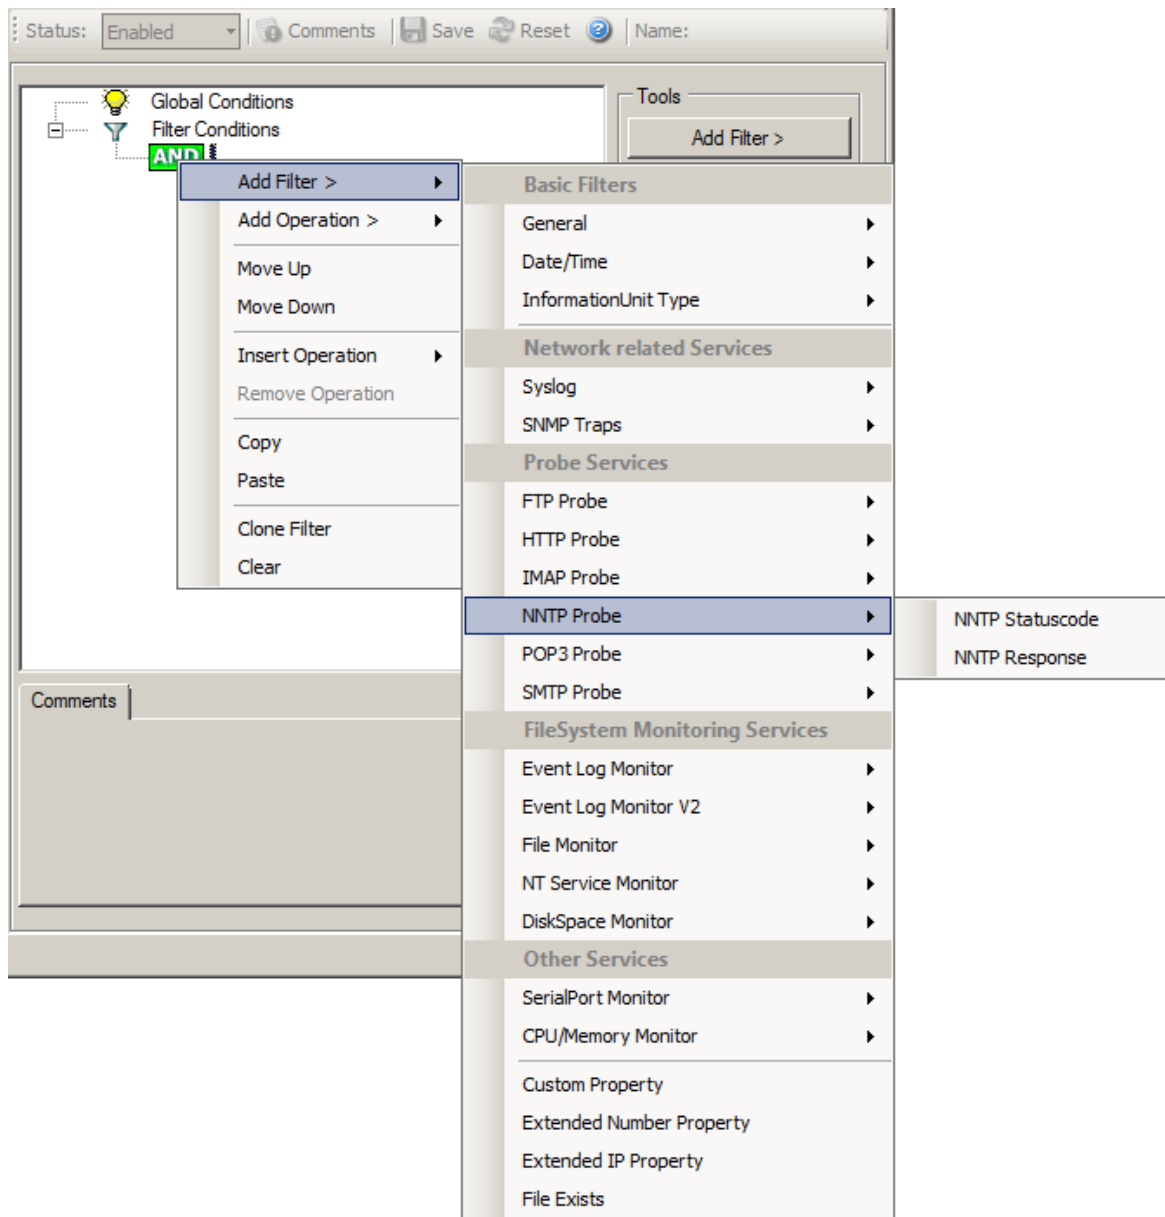 Status: Enabled Comments Save Reset Name:
Global Conditions
Filter Conditions
AND
Tools
Add Filter >
Add Filter >
Add Operation >
Move Up
Move Down
Insert Operation
Remove Operation
Copy
Paste
Clone Filter
Clear
Basic Filters
General
Date/Time
InformationUnit Type
Network related Services
Syslog
SNMP Traps
Probe Services
FTP Probe
HTTP Probe
IMAP Probe
NNTP Probe
POP3 Probe
SMTP Probe
FileSystem Monitoring Services
Event Log Monitor
Event Log Monitor V2
File Monitor
NT Service Monitor
DiskSpace Monitor
Other Services
SerialPort Monitor
CPU/Memory Monitor
Custom Property
Extended Number Property
Extended IP Property
File Exists
NNTP Statuscode
NNTP Response
Comments